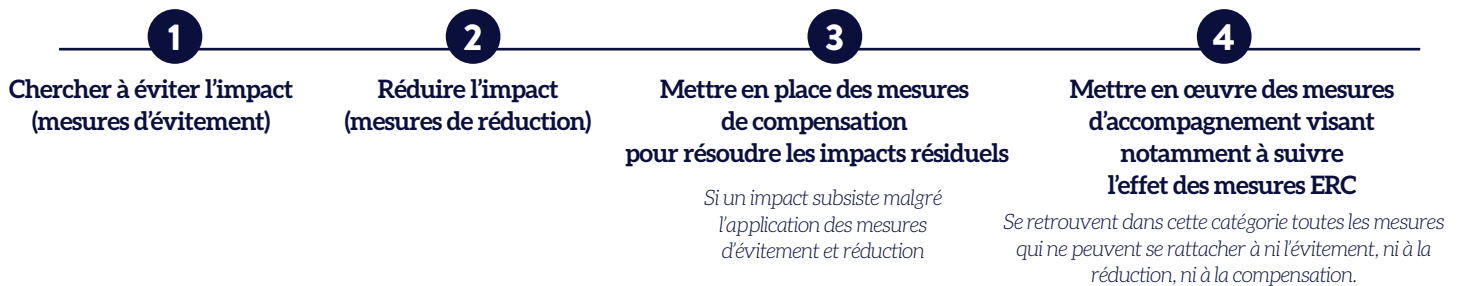 1
Chercher à éviter l'impact
(mesures d'évitement)
2
Réduire l'impact
(mesures de réduction)
3
Mettre en place des mesures
de compensation
pour résoudre les impacts résiduels
Si un impact subsiste malgré
l'application des mesures
d'évitement et réduction
4
Mettre en œuvre des mesures
d'accompagnement visant
notamment à suivre
l'effet des mesures ERC
Se retrouvent dans cette catégorie toutes les mesures
qui ne peuvent se rattacher à ni l'évitement, ni à la
réduction, ni à la compensation.